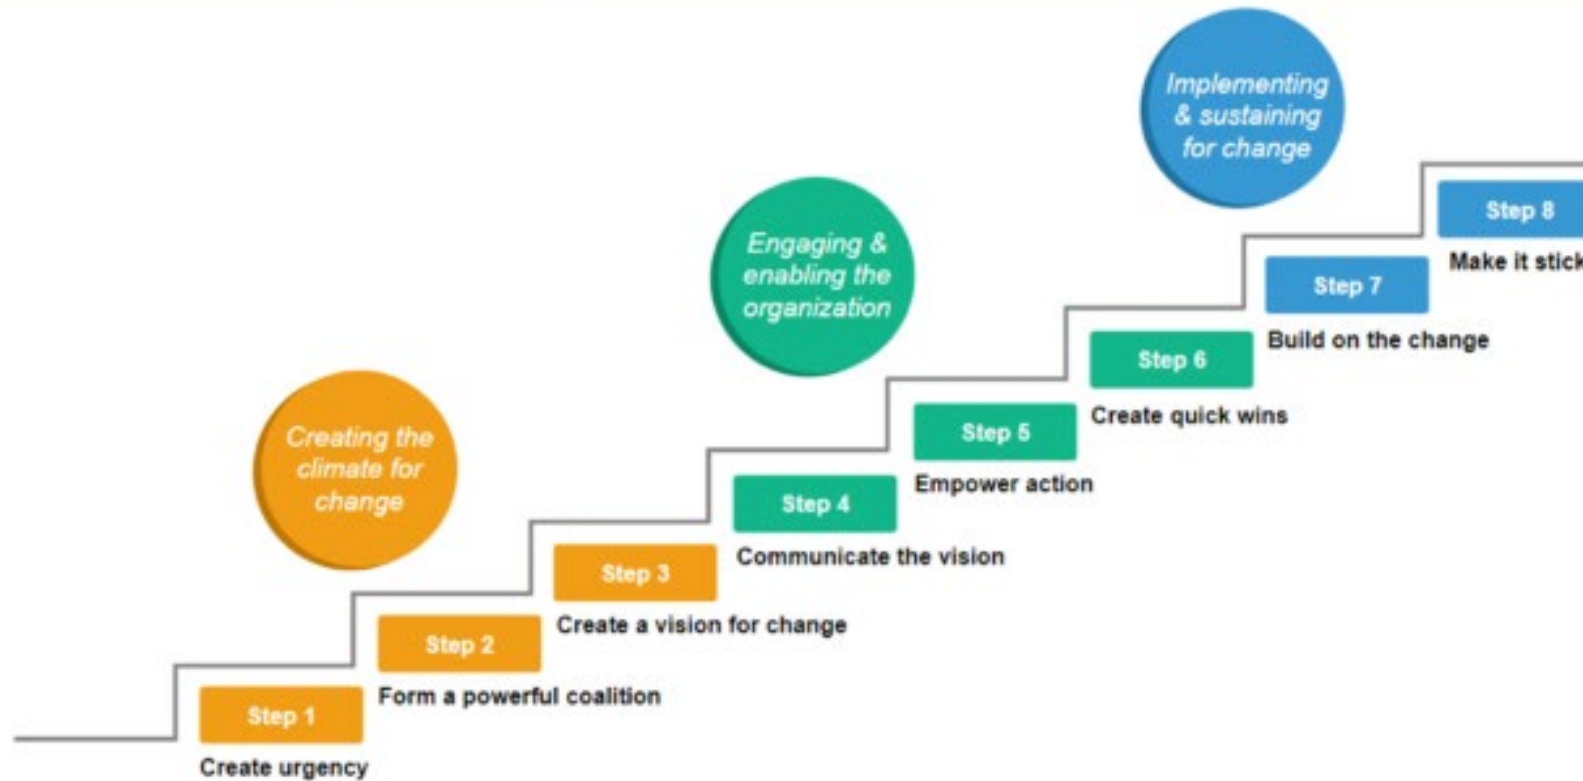 Implementing
& sustaining
for change
Step 8
Make it stick
Engaging &
enabling the
organization
Step 7
Build on the change
Step 6
Create quick wins
Creating the
climate for
change
Step 5
Empower action
Step 4
Communicate the vision
Step 3
Create a vision for change
Step 2
Form a powerful coalition
Step 1
Create urgency